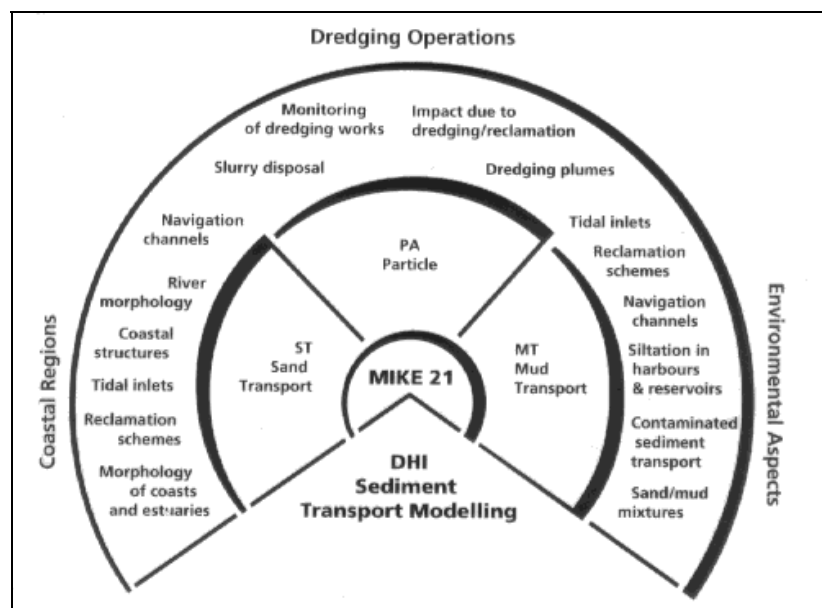 Dredging Operations
Monitoring
of dredging works
Impact due to
dredging/reclamation
Slurry disposal
Dredging plumes
Navigation
channels
River
morphology
Coastal
structures
Tidal inlets
Reclamation
schemes
Morphology
of coasts
and estuaries
Coastal Regions
PA
Particle
ST
Sand
Transport
MIKE 21
MT
Mud
Transport
Tidal inlets
Reclamation
schemes
Navigation
channels
Siltation in
harbours
& reservoirs
Contaminated
sediment
transport
Sand/mud
mixtures
Environmental Aspects
DHI
Sediment
Transport Modelling